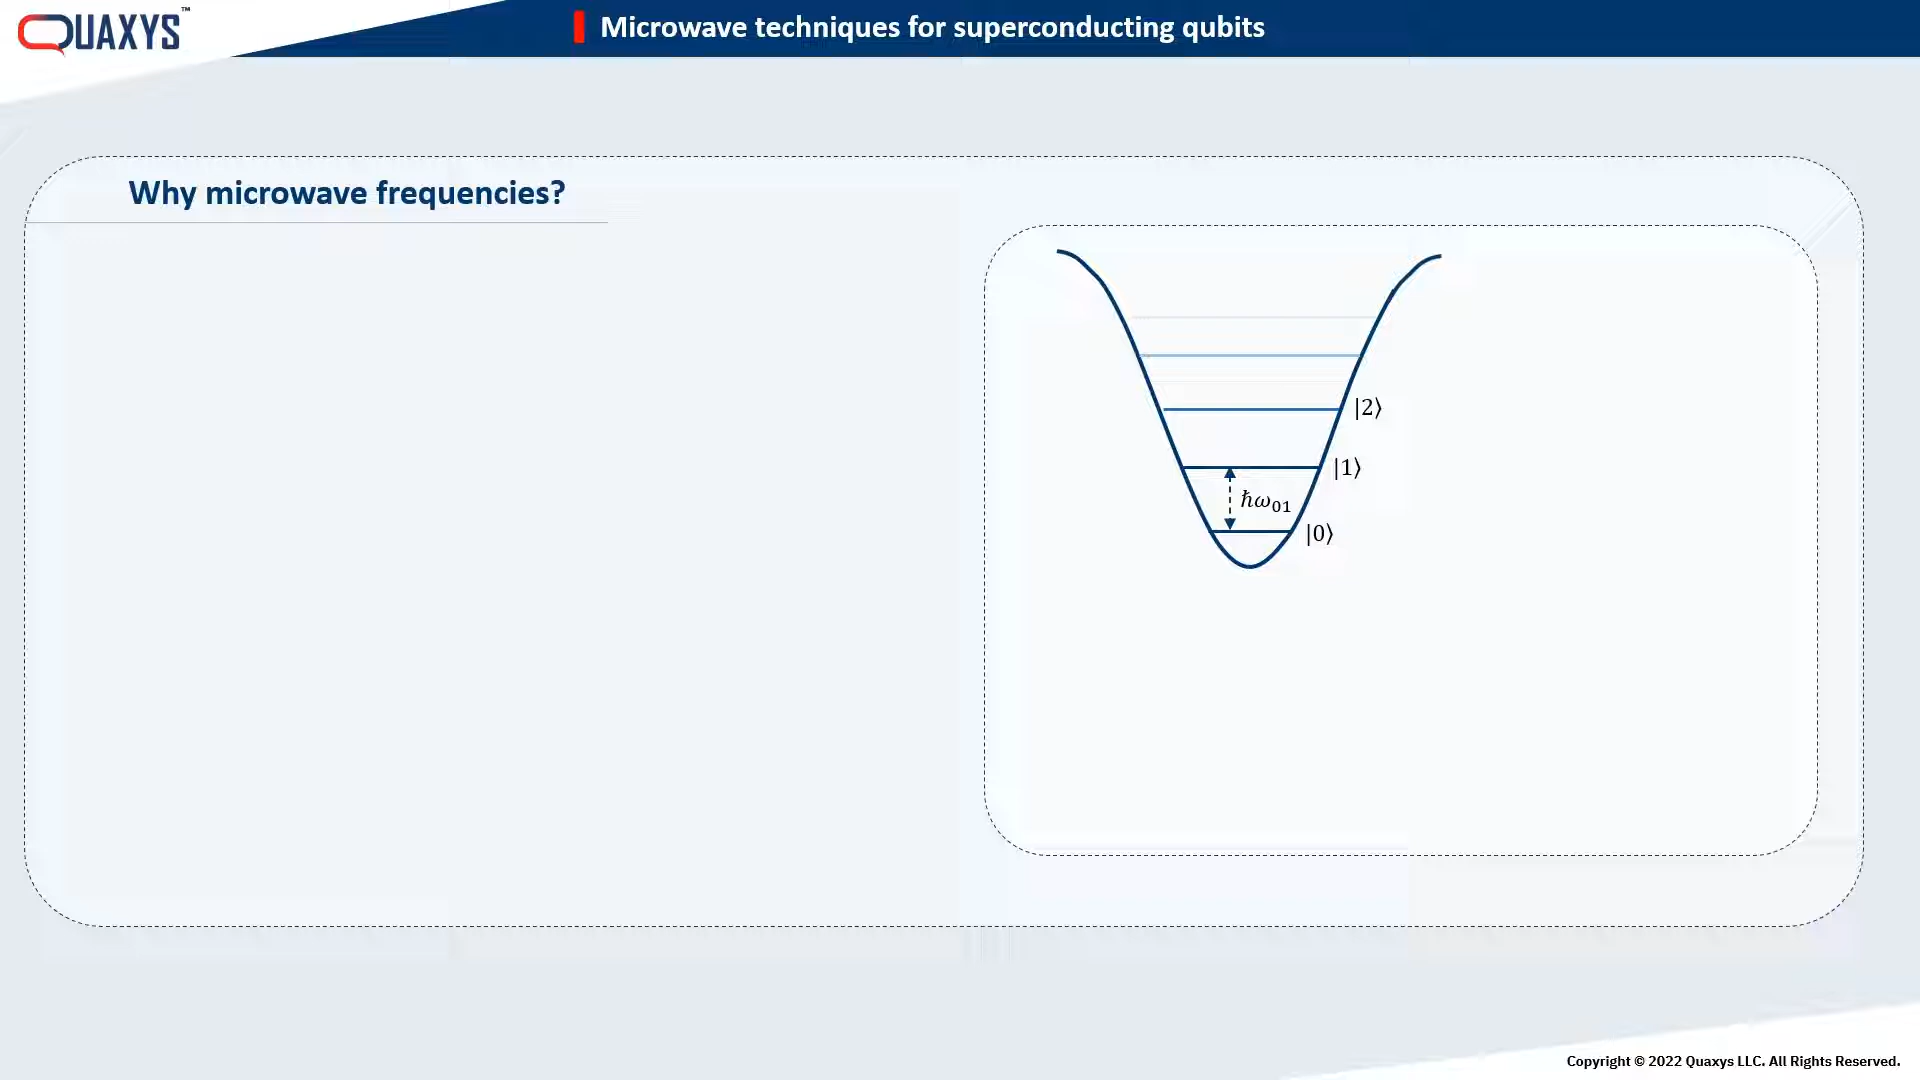 QUAXYS™
Microwave techniques for superconducting qubits
Why microwave frequencies?
|2⟩
|1⟩
ℏω₀₁
|0⟩
Copyright © 2022 Quaxys LLC. All Rights Reserved.